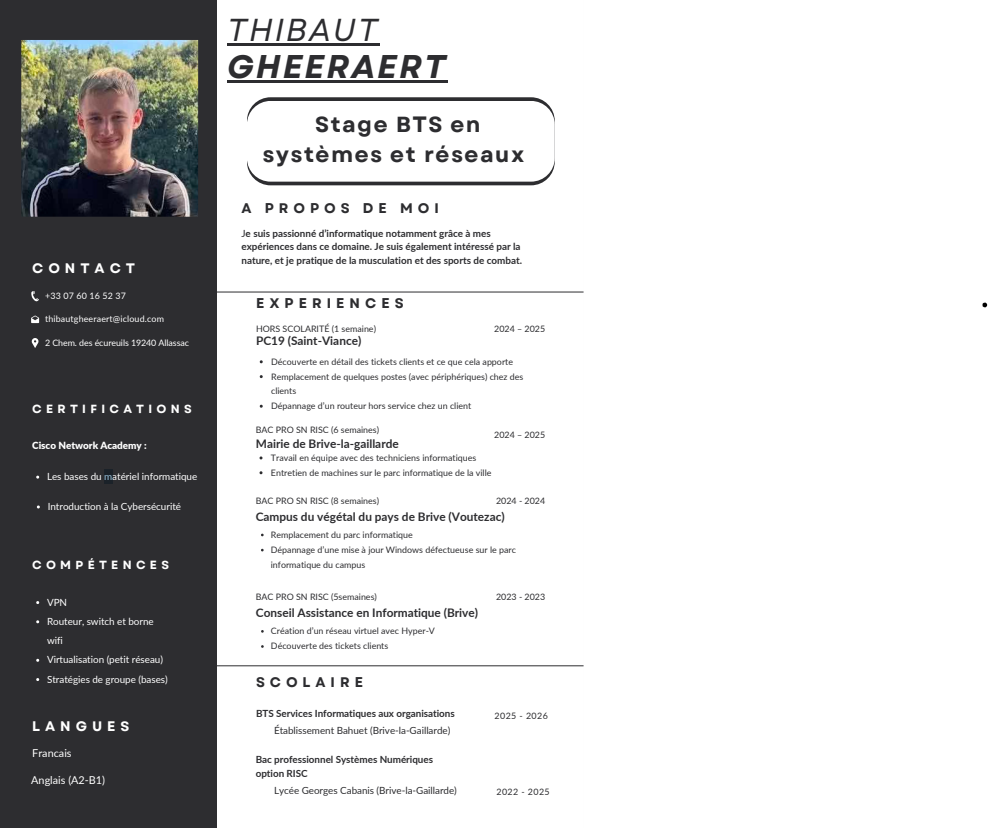 THIBAUT
GHEERAERT
Stage BTS en
systèmes et réseaux
A PROPOS DE MOI
Je suis passionné d'informatique notamment grâce à mes
expériences dans ce domaine. Je suis également intéressé par la
nature, et je pratique de la musculation et des sports de combat.
CONTACT
+33 07 60 16 52 37
thibautgheeraert@icloud.com
2 Chem. des écureuils 19240 Allassac
CERTIFICATIONS
Cisco Network Academy :
• Les bases du matériel informatique
• Introduction à la Cybersécurité
COMPÉTENCES
• VPN
• Routeur, switch et borne
wifi
• Virtualisation (petit réseau)
• Stratégies de groupe (bases)
LANGUES
Francais
Anglais (A2-B1)
EXPERIENCES
HORS SCOLARITÉ (1 semaine) 2024 – 2025
PC19 (Saint-Viance)
• Découverte en détail des tickets clients et ce que cela apporte
• Remplacement de quelques postes (avec périphériques) chez des
clients
• Dépannage d'un routeur hors service chez un client
BAC PRO SN RISC (6 semaines) 2024 – 2025
Mairie de Brive-la-gaillarde
• Travail en équipe avec des techniciens informatiques
• Entretien de machines sur le parc informatique de la ville
BAC PRO SN RISC (8 semaines) 2024 - 2024
Campus du végétal du pays de Brive (Voutezac)
• Remplacement du parc informatique
• Dépannage d'une mise à jour Windows défectueuse sur le parc
informatique du campus
BAC PRO SN RISC (5semaines) 2023 - 2023
Conseil Assistance en Informatique (Brive)
• Création d'un réseau virtuel avec Hyper-V
• Découverte des tickets clients
SCOLAIRE
BTS Services Informatiques aux organisations 2025 - 2026
Établissement Bahuet (Brive-la-Gaillarde)
Bac professionnel Systèmes Numériques
option RISC
Lycée Georges Cabanis (Brive-la-Gaillarde) 2022 - 2025